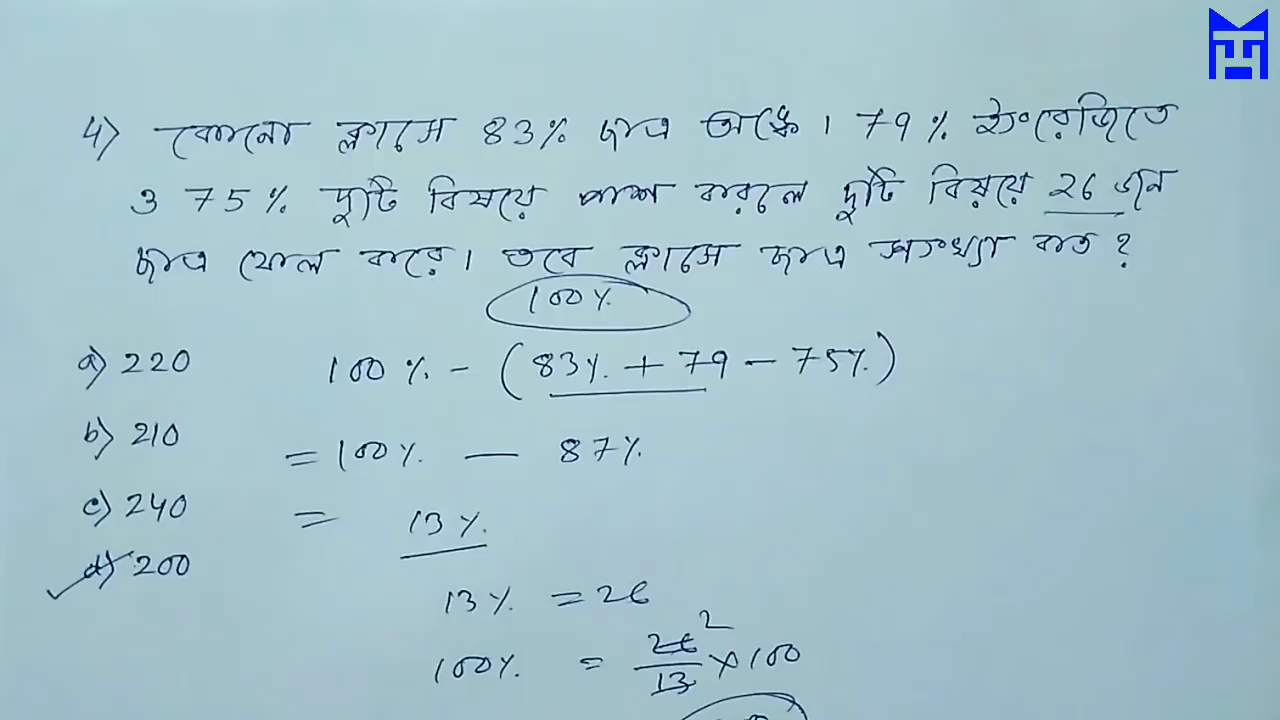 4) কোনো ক্লাসে 83% ছাত্র অঙ্কে । 79% ইংরেজিতে
ও 75% দুটি বিষয়ে পাশ করলে দুটি বিষয়ে 26 জন
ছাত্র ফেল করে। তবে ক্লাসে ছাত্র সংখ্যা কত ?
100%
a) 220
100% - (83% + 79 - 75%)
b) 210
= 100% - 87%
c) 240
= 13%
d) 200
13% = 26
2
100% = 26/13 × 100